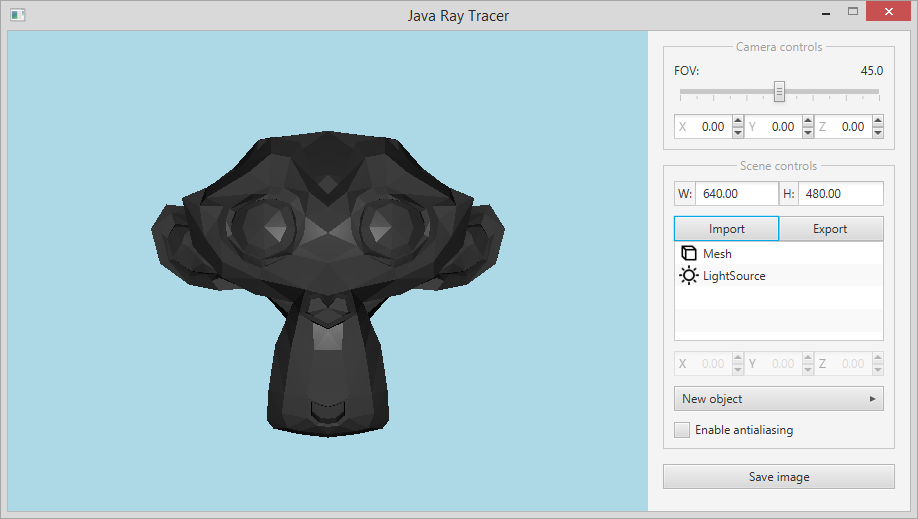 Java Ray Tracer
Camera controls
FOV: 45.0
X 0.00 Y 0.00 Z 0.00
Scene controls
W: 640.00 H: 480.00
Import Export
Mesh
LightSource
X 0.00 Y 0.00 Z 0.00
New object
Enable antialiasing
Save image